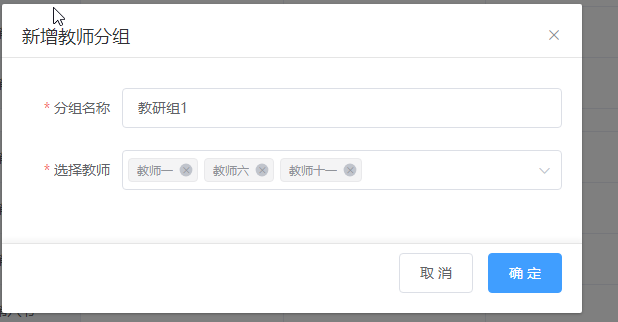 新增教师分组
* 分组名称 教研组1
* 选择教师 教师一 教师六 教师十一
取 消 确 定